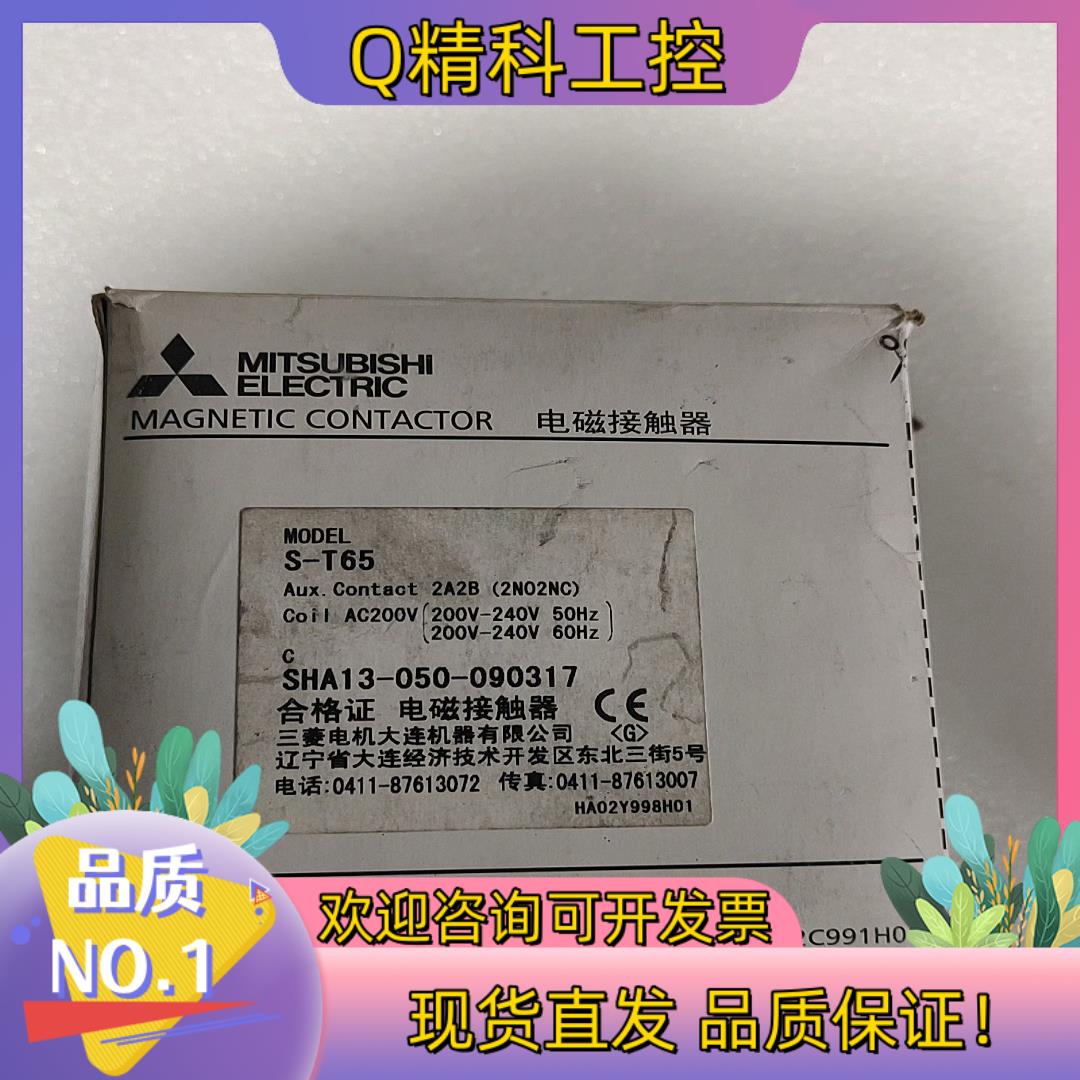 Q精科工控
MITSUBISHI
ELECTRIC
MAGNETIC CONTACTOR 电磁接触器
MODEL
S-T65
Aux. Contact 2A2B (2NO2NC)
Coil AC200V (200V-240V 50Hz)
(200V-240V 60Hz)
C
SHA13-050-090317
合格证 电磁接触器 CE
三菱电机大连机器有限公司 <G>
辽宁省大连经济技术开发区东北三街5号
电话:0411-87613072 传真:0411-87613007
HA02Y998H01
品质
NO.1
欢迎咨询可开发票
2C991H0
现货直发 品质保证!